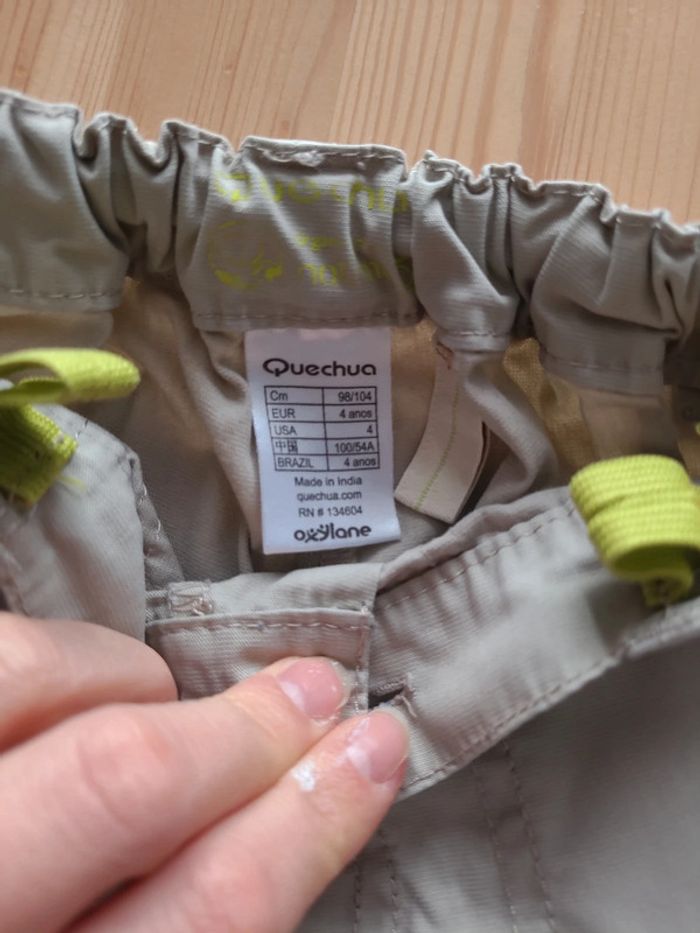 Quechua
Quechua
Cm 98/104
EUR 4 anos
USA 4
中国 100/54A
BRAZIL 4 anos
Made in India
quechua.com
RN # 134604
oxylane